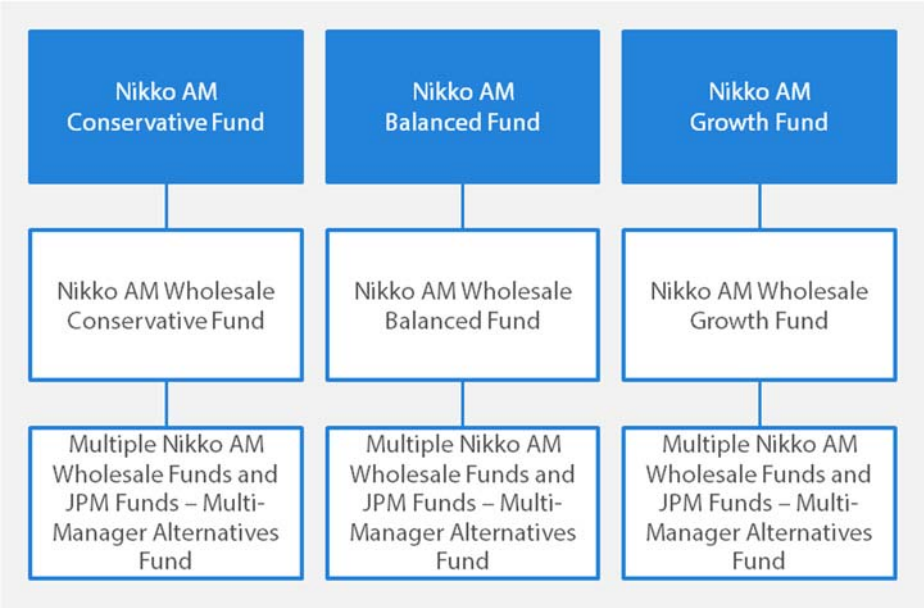 Nikko AM
Conservative Fund
Nikko AM
Balanced Fund
Nikko AM
Growth Fund
Nikko AM Wholesale
Conservative Fund
Nikko AM Wholesale
Balanced Fund
Nikko AM Wholesale
Growth Fund
Multiple Nikko AM
Wholesale Funds and
JPM Funds – Multi-
Manager Alternatives
Fund
Multiple Nikko AM
Wholesale Funds and
JPM Funds – Multi-
Manager Alternatives
Fund
Multiple Nikko AM
Wholesale Funds and
JPM Funds – Multi-
Manager Alternatives
Fund